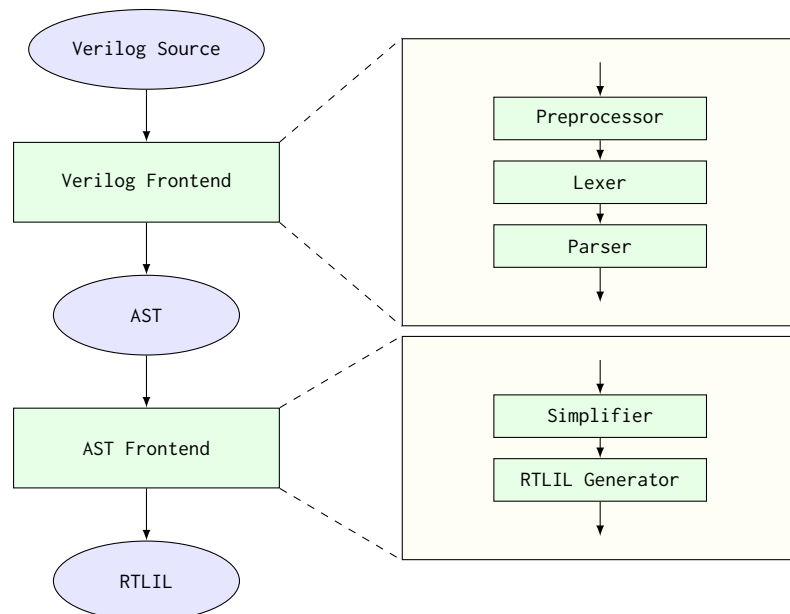 Verilog Source
Verilog Frontend
AST
AST Frontend
RTLIL
Preprocessor
Lexer
Parser
Simplifier
RTLIL Generator